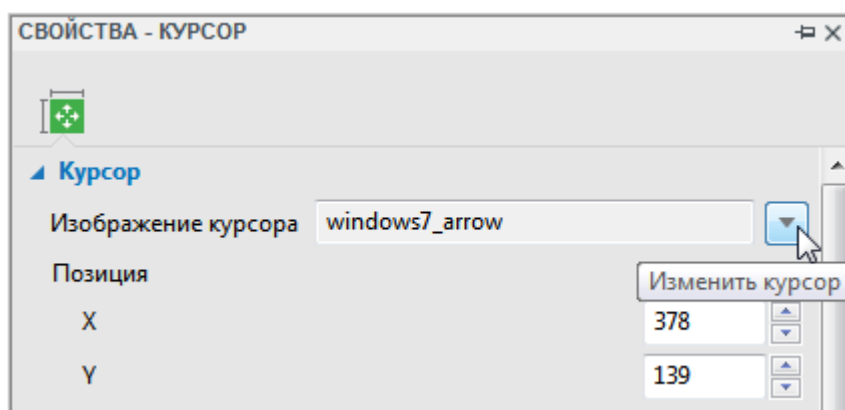 СВОЙСТВА - КУРСОР
Курсор
Изображение курсора windows7_arrow
Позиция
Изменить курсор
X 378
Y 139